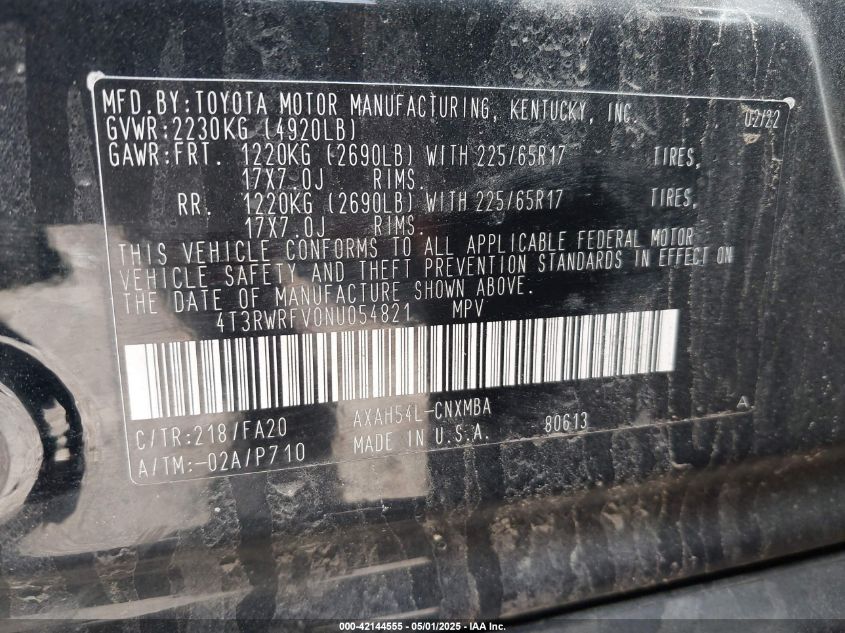 MFD.BY:TOYOTA MOTOR MANUFACTURING, KENTUCKY, INC. 02/22
GVWR:2230KG (4920LB)
GAWR:FRT. 1220KG (2690LB) WITH 225/65R17 TIRES,
17X7.0J RIMS.
RR. 1220KG (2690LB) WITH 225/65R17 TIRES,
17X7.0J RIMS.
THIS VEHICLE CONFORMS TO ALL APPLICABLE FEDERAL MOTOR
VEHICLE SAFETY AND THEFT PREVENTION STANDARDS IN EFFECT ON
THE DATE OF MANUFACTURE SHOWN ABOVE.
4T3RWRFV0NU054821 MPV
C/TR:218/FA20 AXAH54L-CNXMBA A
A/TM:-02A/P710 MADE IN U.S.A. 80613
000-42144555 - 05/01/2025 - IAA Inc.